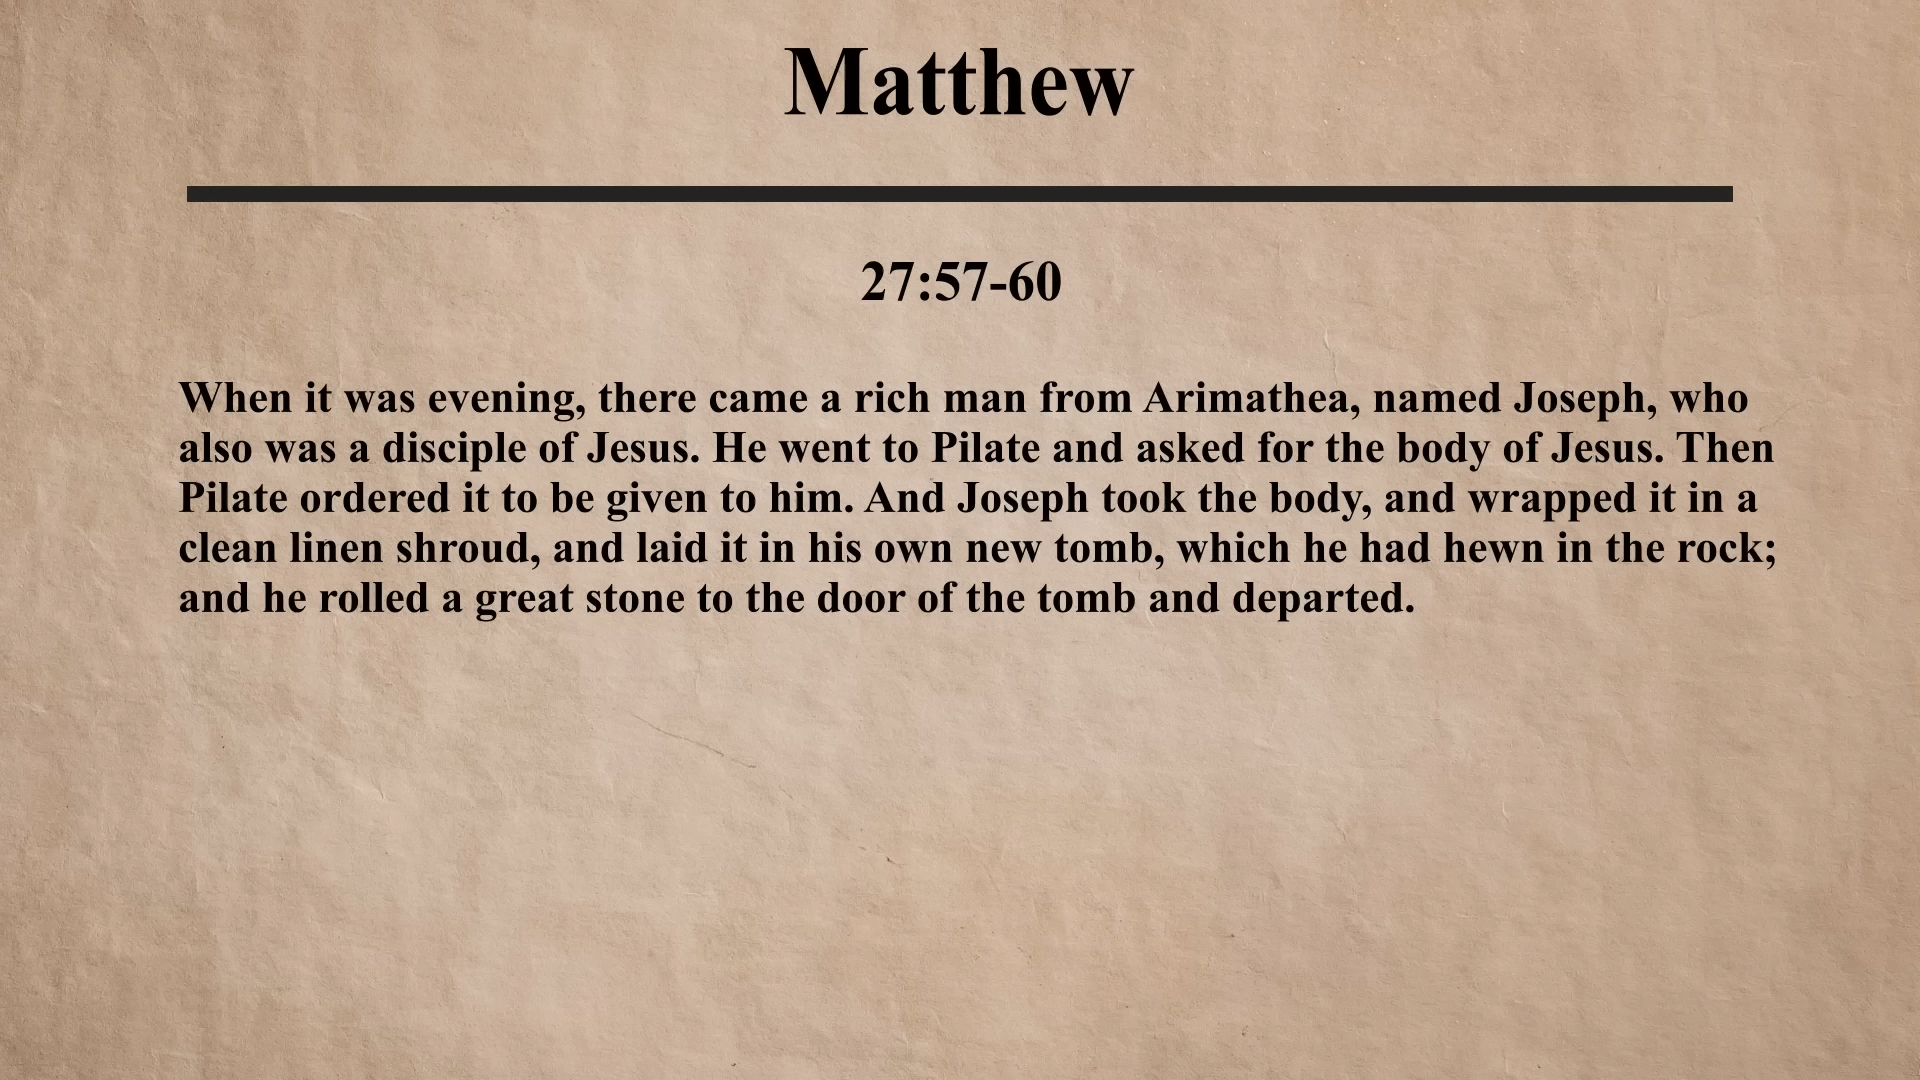 Matthew
27:57-60
When it was evening, there came a rich man from Arimathea, named Joseph, who
also was a disciple of Jesus. He went to Pilate and asked for the body of Jesus. Then
Pilate ordered it to be given to him. And Joseph took the body, and wrapped it in a
clean linen shroud, and laid it in his own new tomb, which he had hewn in the rock;
and he rolled a great stone to the door of the tomb and departed.